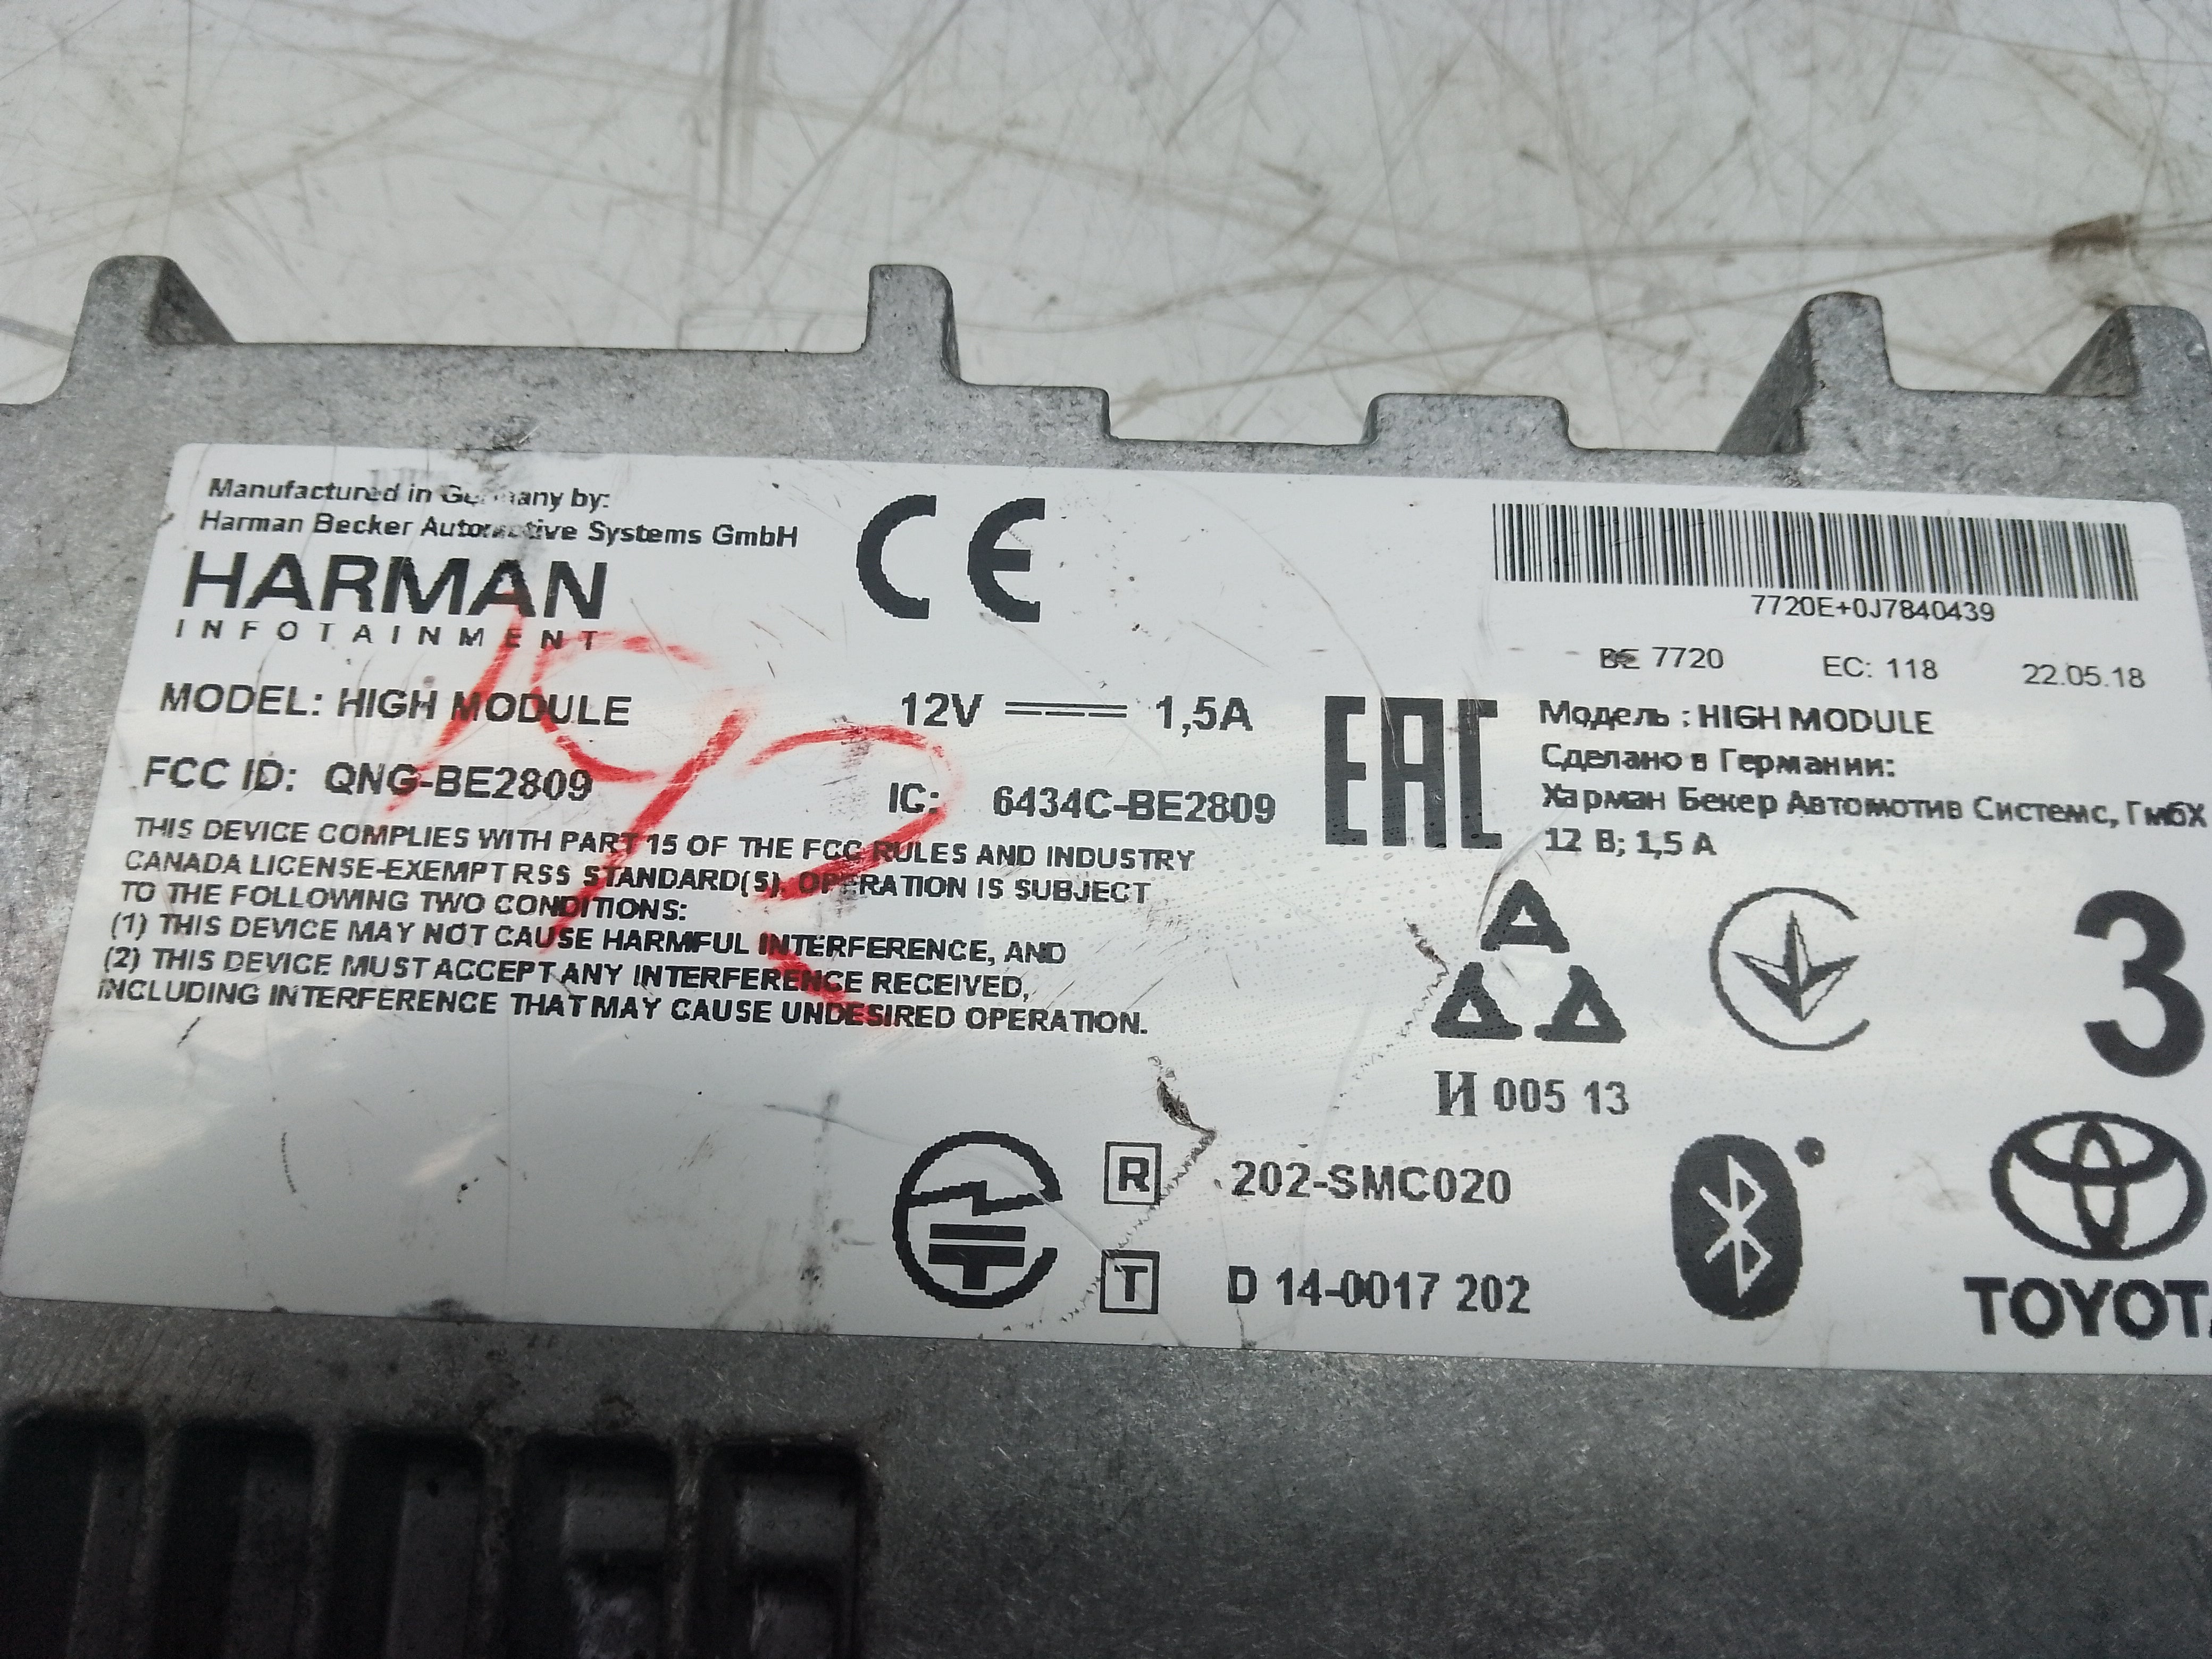 Manufactured in Germany by:
Harman Becker Automotive Systems GmbH
HARMAN
INFOTAINMENT
MODEL: HIGH MODULE
12V 1,5A
FCC ID: QNG-BE2809
IC: 6434C-BE2809
THIS DEVICE COMPLIES WITH PART 15 OF THE FCC RULES AND INDUSTRY
CANADA LICENSE-EXEMPT RSS STANDARD(S). OPERATION IS SUBJECT
TO THE FOLLOWING TWO CONDITIONS:
(1) THIS DEVICE MAY NOT CAUSE HARMFUL INTERFERENCE, AND
(2) THIS DEVICE MUST ACCEPT ANY INTERFERENCE RECEIVED,
INCLUDING INTERFERENCE THAT MAY CAUSE UNDESIRED OPERATION.
CE
7720E+0J7840439
BE 7720 EC: 118 22.05.18
EAC
Модель : HIGH MODULE
Сделано в Германии:
Харман Бекер Автомотив Системс, ГмбХ
12 В; 1,5 А
3
И 005 13
R 202-SMC020
T D 14-0017 202
TOYOT